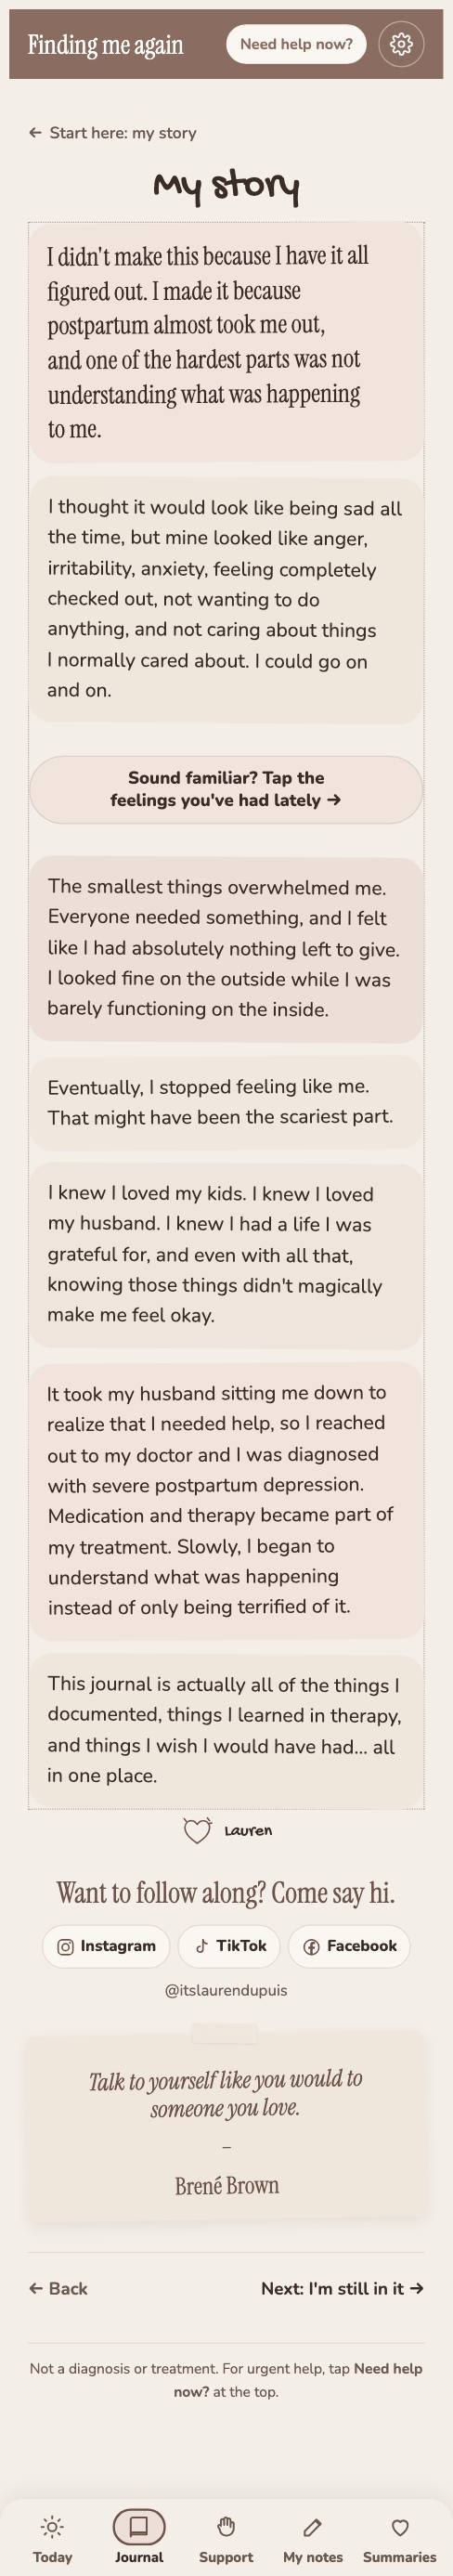 Finding me again
Need help now?
← Start here: my story
My story
I didn't make this because I have it all
figured out. I made it because
postpartum almost took me out,
and one of the hardest parts was not
understanding what was happening
to me.
I thought it would look like being sad all
the time, but mine looked like anger,
irritability, anxiety, feeling completely
checked out, not wanting to do
anything, and not caring about things
I normally cared about. I could go on
and on.
Sound familiar? Tap the
feelings you've had lately →
The smallest things overwhelmed me.
Everyone needed something, and I felt
like I had absolutely nothing left to give.
I looked fine on the outside while I was
barely functioning on the inside.
Eventually, I stopped feeling like me.
That might have been the scariest part.
I knew I loved my kids. I knew I loved
my husband. I knew I had a life I was
grateful for, and even with all that,
knowing those things didn't magically
make me feel okay.
It took my husband sitting me down to
realize that I needed help, so I reached
out to my doctor and I was diagnosed
with severe postpartum depression.
Medication and therapy became part of
my treatment. Slowly, I began to
understand what was happening
instead of only being terrified of it.
This journal is actually all of the things I
documented, things I learned in therapy,
and things I wish I would have had... all
in one place.
Lauren
Want to follow along? Come say hi.
Instagram
TikTok
Facebook
@itslaurendupuis
Talk to yourself like you would to
someone you love.
–
Brené Brown
← Back
Next: I'm still in it →
Not a diagnosis or treatment. For urgent help, tap Need help
now? at the top.
Today
Journal
Support
My notes
Summaries